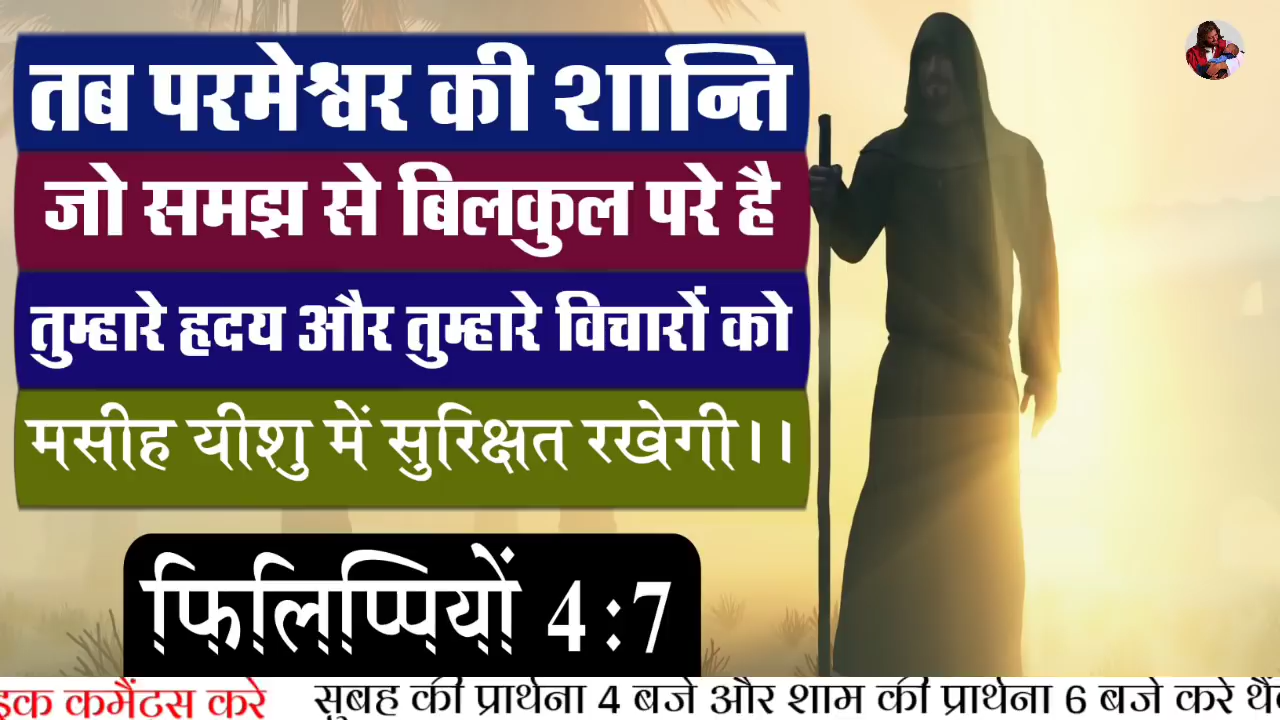 तब परमेश्वर की शान्ति
जो समझ से बिलकुल परे है
तुम्हारे हृदय और तुम्हारे विचारों को
मसीह यीशु में सुरिक्षत रखेगी।।
फिलिप्पियों 4:7
कमैंटस करे सुबह की प्रार्थना 4 बजे और शाम की प्रार्थना 6 बजे करे